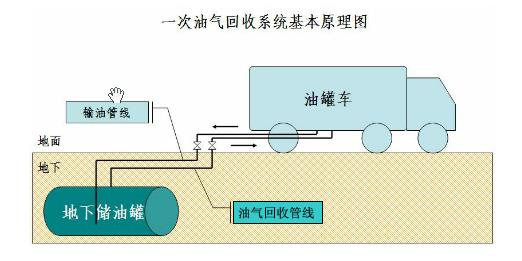 一次油气回收系统基本原理图
油罐车
输油管线
地面
地下
地下储油罐
油气回收管线